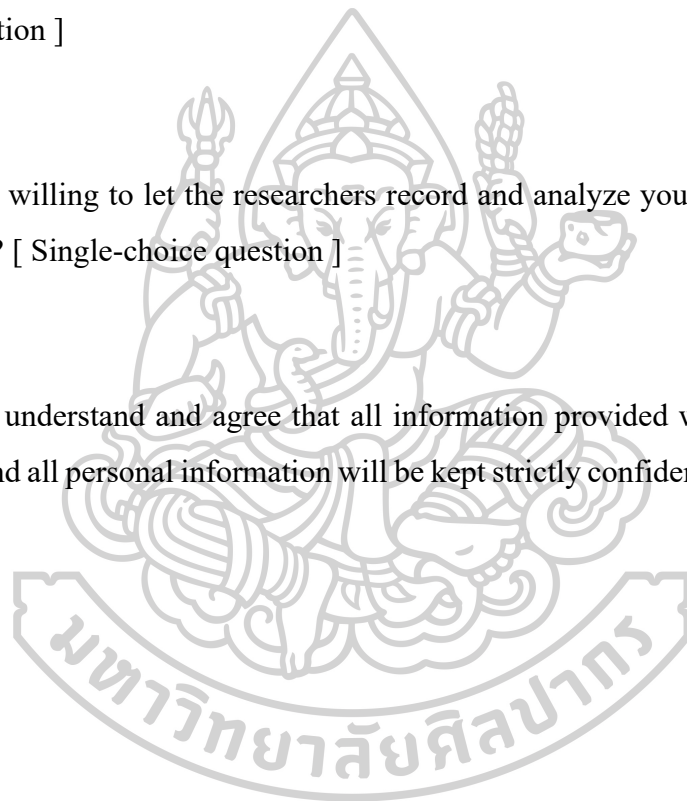 tion ]
willing to let the researchers record and analyze you
? [ Single-choice question ]
understand and agree that all information provided w
nd all personal information will be kept strictly confiden
มหาวิทยาลัยศิลปากร